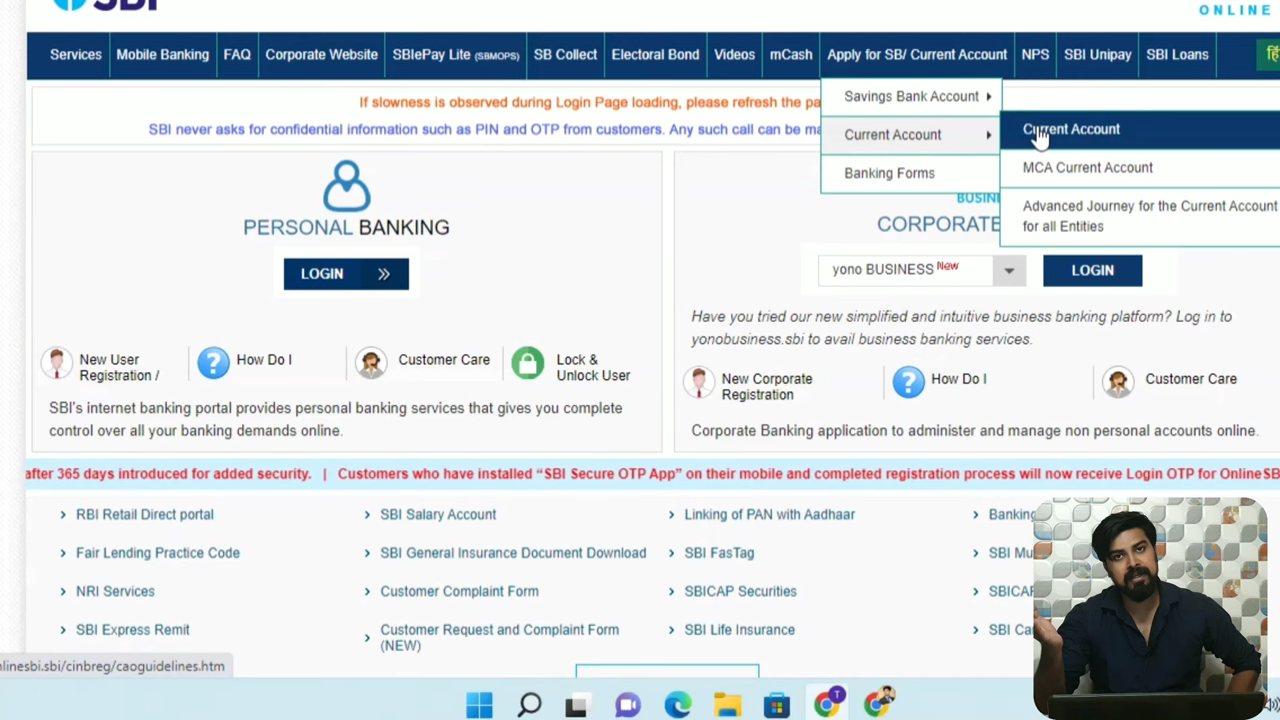 SBI
ONLINE
Services
Mobile Banking
FAQ
Corporate Website
SBIePay Lite (SBMOPS)
SB Collect
Electoral Bond
Videos
mCash
Apply for SB/ Current Account
NPS
SBI Unipay
SBI Loans
Savings Bank Account
Current Account
Banking Forms
Current Account
MCA Current Account
Advanced Journey for the Current Account
for all Entities
If slowness is observed during Login Page loading, please refresh the
SBI never asks for confidential information such as PIN and OTP from customers. Any such call can be
PERSONAL BANKING
LOGIN
New User
Registration /
How Do I
Customer Care
Lock &
Unlock User
SBI's internet banking portal provides personal banking services that gives you complete
control over all your banking demands online.
CORPORATE
yono BUSINESS New
LOGIN
Have you tried our new simplified and intuitive business banking platform? Log in to
yonobusiness.sbi to avail business banking services.
New Corporate
Registration
How Do I
Customer Care
Corporate Banking application to administer and manage non personal accounts online.
after 365 days introduced for added security. | Customers who have installed “SBI Secure OTP App” on their mobile and completed registration process will now receive Login OTP for OnlineSB
RBI Retail Direct portal
SBI Salary Account
Linking of PAN with Aadhaar
Banking
Fair Lending Practice Code
SBI General Insurance Document Download
SBI FasTag
SBI Mu
NRI Services
Customer Complaint Form
SBICAP Securities
SBICAP
SBI Express Remit
Customer Request and Complaint Form
(NEW)
SBI Life Insurance
SBI Ca
nlinesbi.sbi/cinbreg/caoguidelines.htm
T